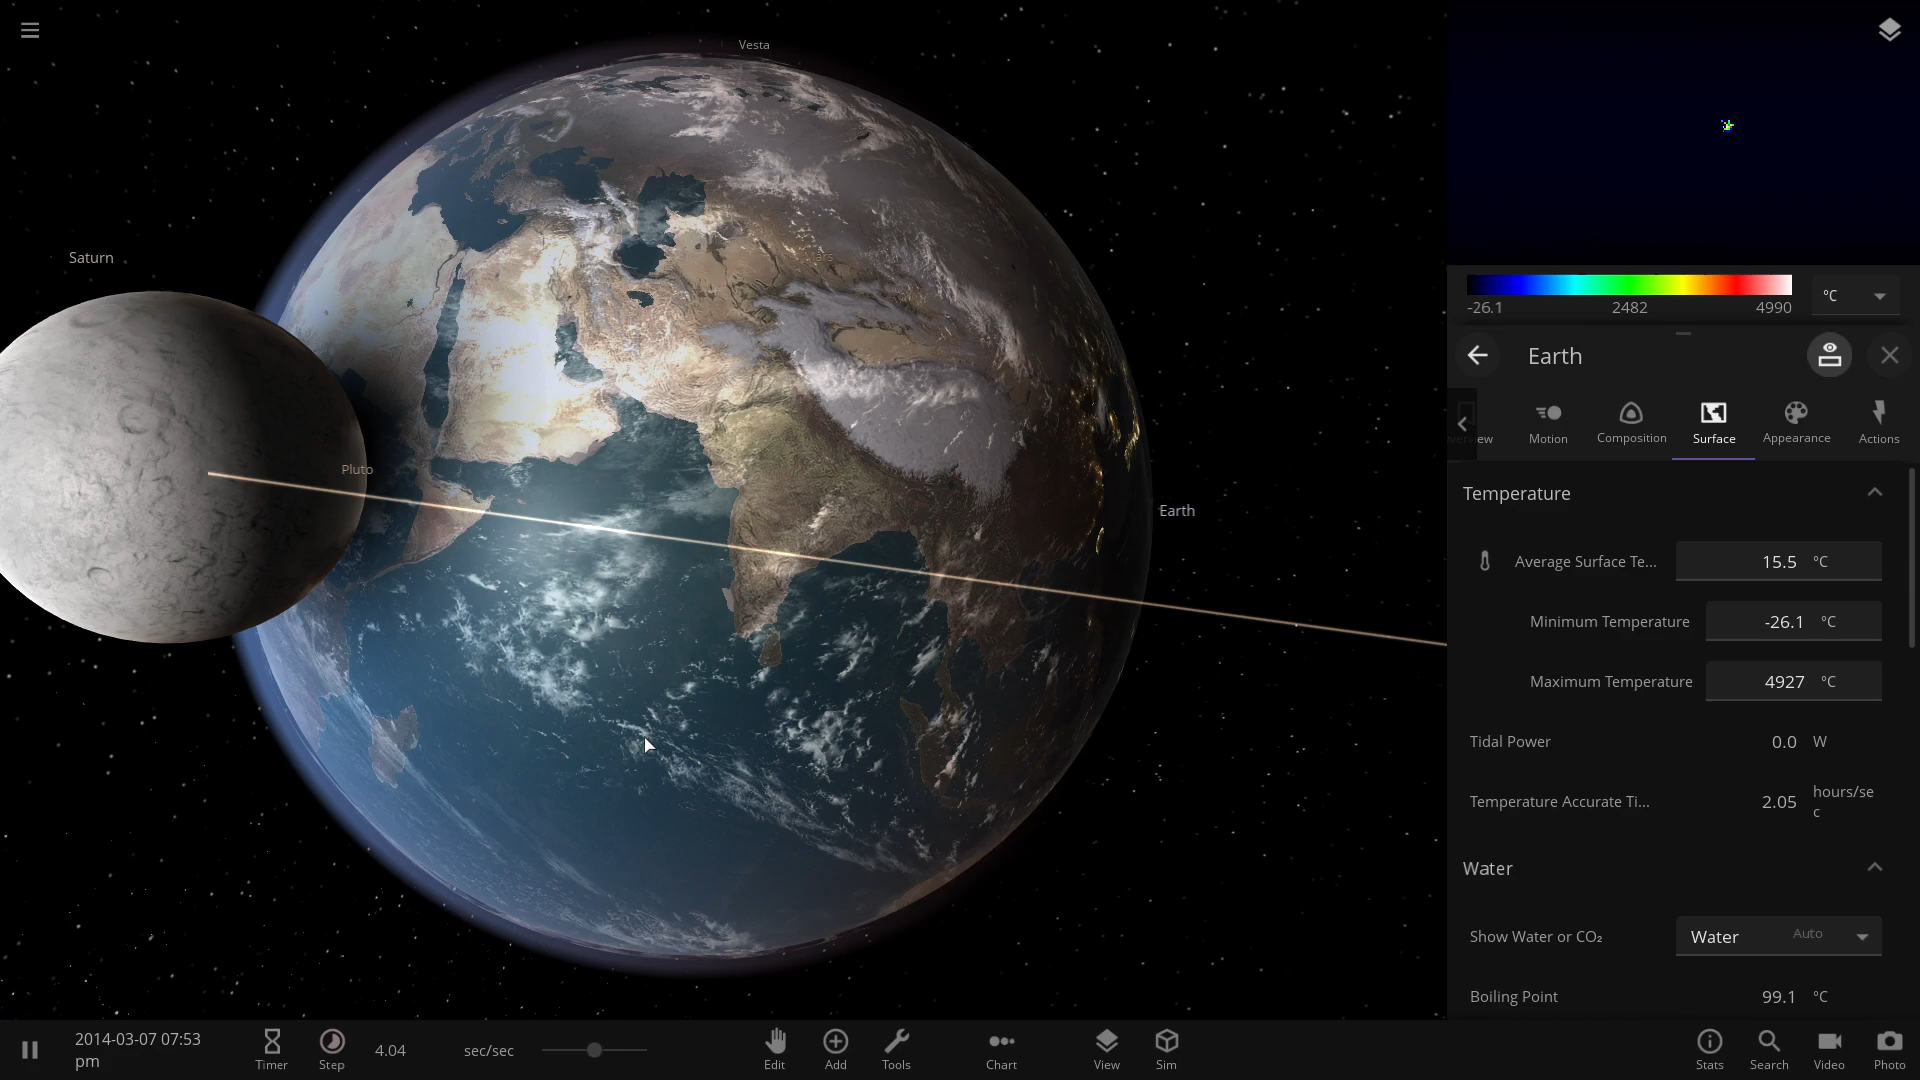 Vesta
Saturn
Mars
Pluto
Earth
-26.1
2482
4990
°C
Earth
Motion
Composition
Surface
Appearance
Actions
Temperature
Average Surface Te...
15.5 °C
Minimum Temperature
-26.1 °C
Maximum Temperature
4927 °C
Tidal Power
0.0 W
Temperature Accurate Ti...
2.05 hours/se
c
Water
Show Water or CO₂
Water Auto
Boiling Point
99.1 °C
2014-03-07 07:53
pm
Timer
Step
4.04
sec/sec
Edit
Add
Tools
Chart
View
Sim
Stats
Search
Video
Photo